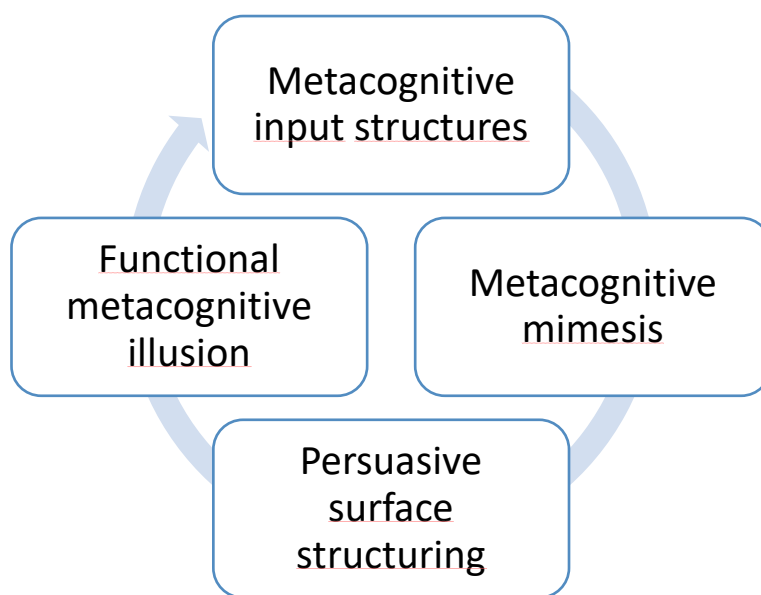 Metacognitive
input structures
Metacognitive
mimesis
Persuasive
surface
structuring
Functional
metacognitive
illusion